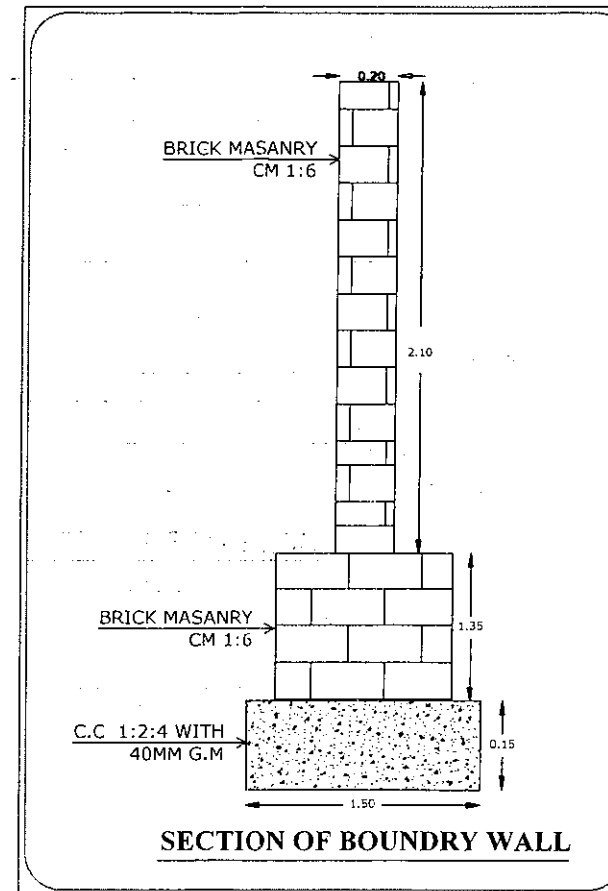 0.20
BRICK MASANRY
CM 1:6
2.10
BRICK MASANRY
CM 1:6
1.35
C.C 1:2:4 WITH
40MM G.M
0.15
1.50
SECTION OF BOUNDRY WALL